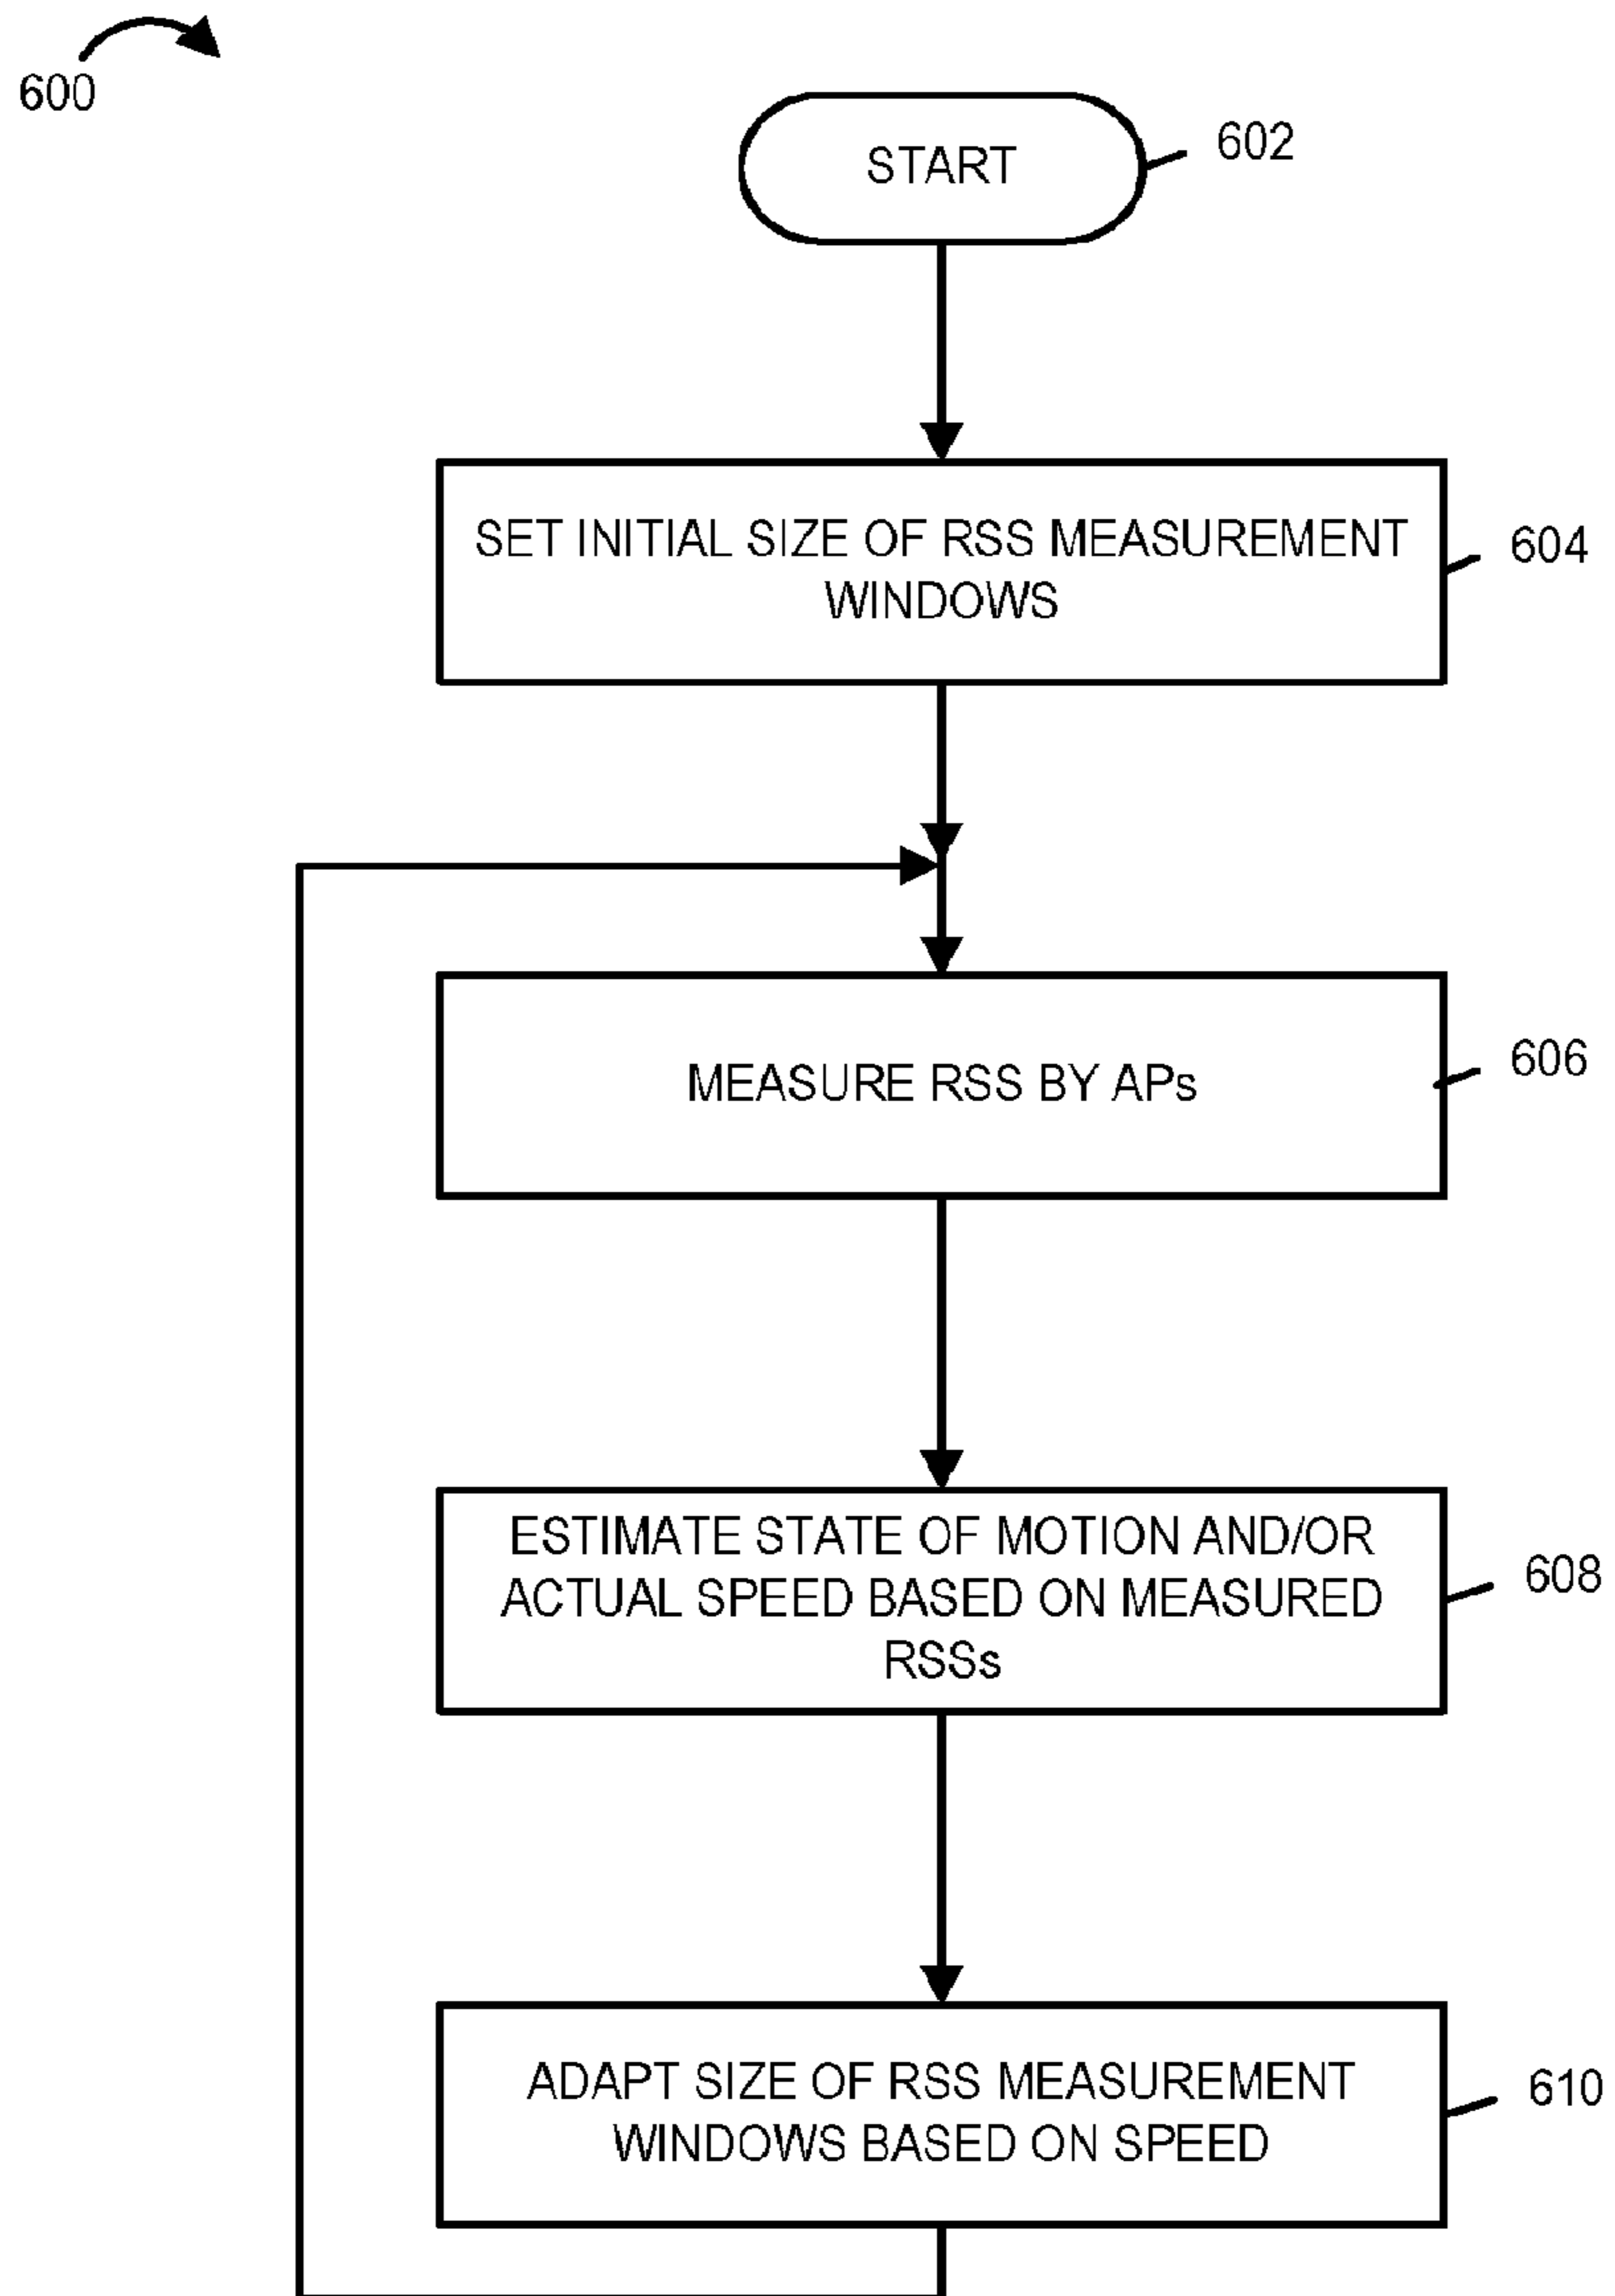 600
START
602
SET INITIAL SIZE OF RSS MEASUREMENT
WINDOWS
604
MEASURE RSS BY APs
606
ESTIMATE STATE OF MOTION AND/OR
ACTUAL SPEED BASED ON MEASURED
RSSs
608
ADAPT SIZE OF RSS MEASUREMENT
WINDOWS BASED ON SPEED
610